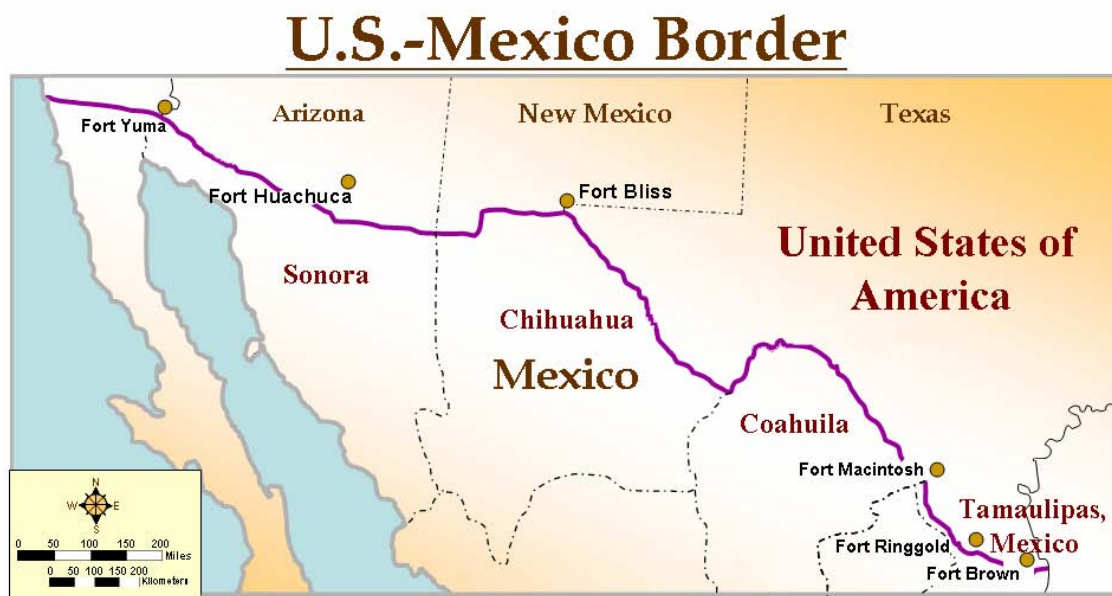 U.S.-Mexico Border
Arizona
New Mexico
Texas
Fort Yuma
Fort Huachuca
Fort Bliss
United States of
America
Sonora
Chihuahua
Mexico
Coahuila
Fort Macintosh
Tamaulipas,
Mexico
Fort Ringgold
Fort Brown
N
W E
S
0 50 100 150 200
Miles
0 50 100 150 200
Kilometers